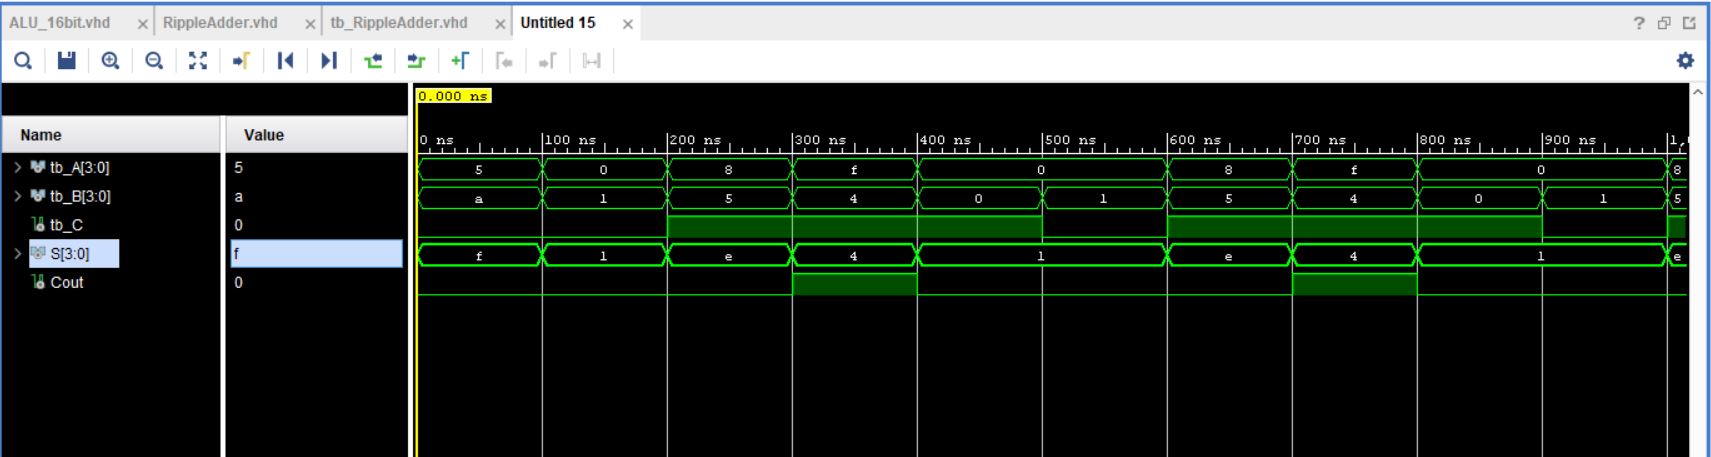 ALU_16bit.vhd × RippleAdder.vhd × tb_RippleAdder.vhd × Untitled 15 ×
0.000 ns
Name Value
0 ns 100 ns 200 ns 300 ns 400 ns 500 ns 600 ns 700 ns 800 ns 900 ns 1,
tb_A[3:0] 5 5 0 8 f 0 8 f 0 8
tb_B[3:0] a a 1 5 4 0 1 5 4 0 1 5
tb_C 0
S[3:0] f f 1 e 4 1 e 4 1 e
Cout 0